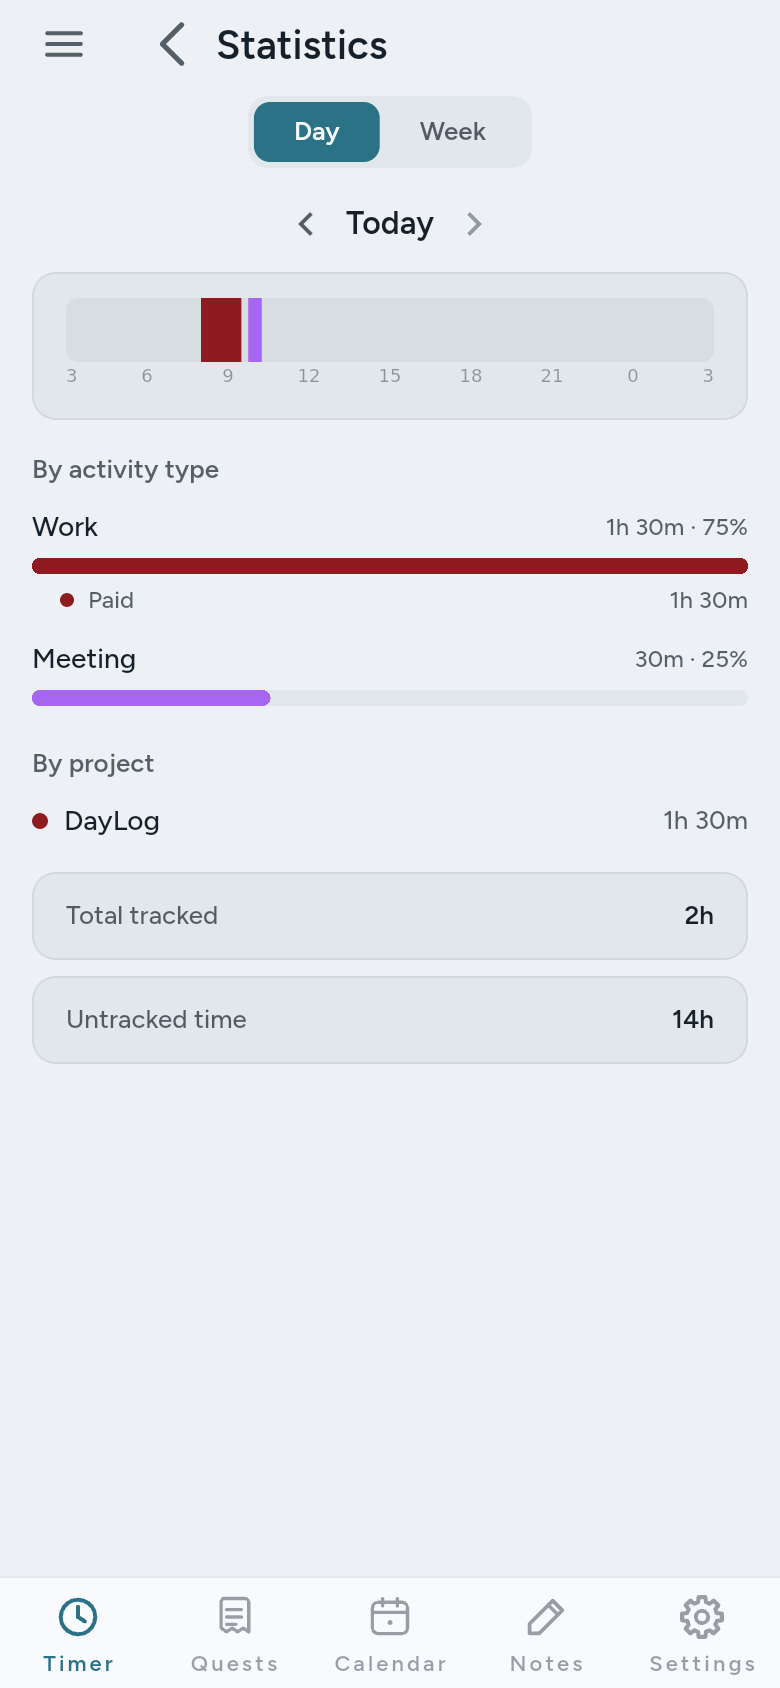 Statistics
Day Week
Today
3 6 9 12 15 18 21 0 3
By activity type
Work 1h 30m · 75%
Paid 1h 30m
Meeting 30m · 25%
By project
DayLog 1h 30m
Total tracked 2h
Untracked time 14h
Timer Quests Calendar Notes Settings